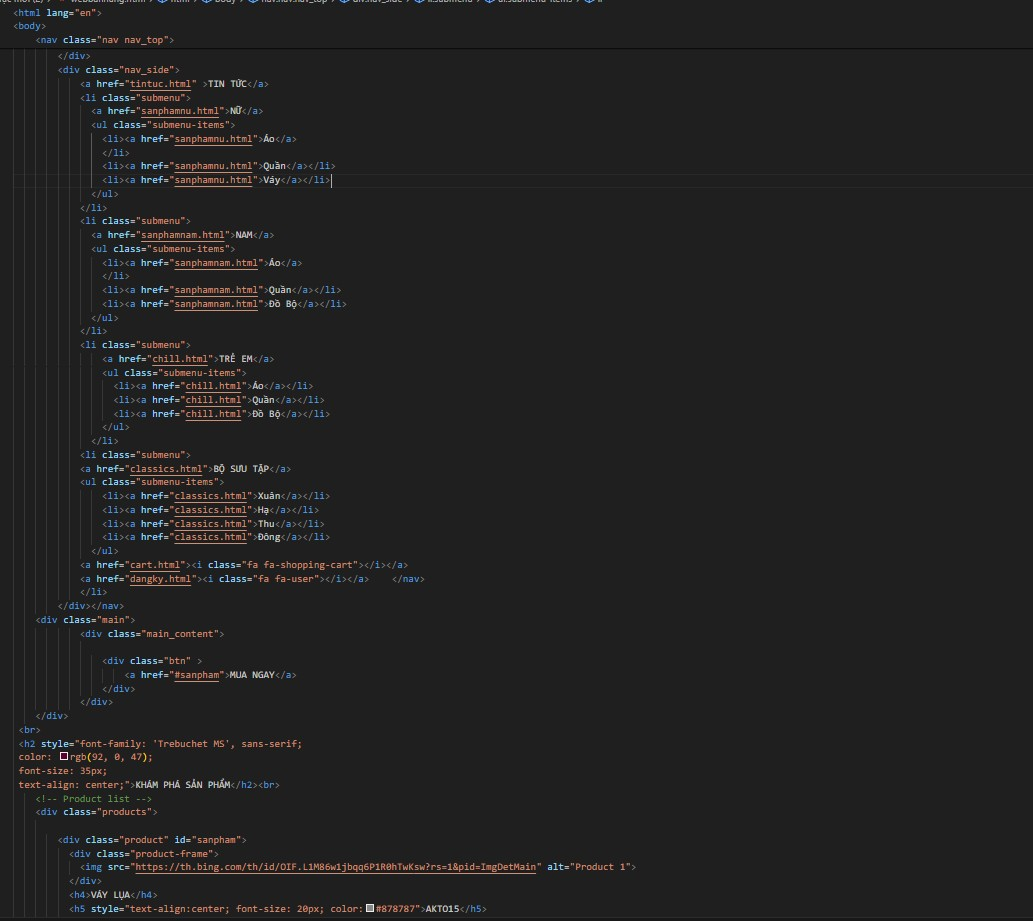 <html lang="en">
<body>
<nav class="nav nav_top">
</div>
<div class="nav_side">
<a href="tintuc.html" >TIN TỨC</a>
<li class="submenu">
<a href="sanphamnu.html">NỮ</a>
<ul class="submenu-items">
<li><a href="sanphamnu.html">Áo</a>
</li>
<li><a href="sanphamnu.html">Quần</a></li>
<li><a href="sanphamnu.html">Váy</a></li>
</ul>
</li>
<li class="submenu">
<a href="sanphamnam.html">NAM</a>
<ul class="submenu-items">
<li><a href="sanphamnam.html">Áo</a>
</li>
<li><a href="sanphamnam.html">Quần</a></li>
<li><a href="sanphamnam.html">Đồ Bộ</a></li>
</ul>
</li>
<li class="submenu">
<a href="chill.html">TRẺ EM</a>
<ul class="submenu-items">
<li><a href="chill.html">Áo</a></li>
<li><a href="chill.html">Quần</a></li>
<li><a href="chill.html">Đồ Bộ</a></li>
</ul>
</li>
<li class="submenu">
<a href="classics.html">BỘ SƯU TẬP</a>
<ul class="submenu-items">
<li><a href="classics.html">Xuân</a></li>
<li><a href="classics.html">Hạ</a></li>
<li><a href="classics.html">Thu</a></li>
<li><a href="classics.html">Đông</a></li>
</ul>
<a href="cart.html"><i class="fa fa-shopping-cart"></i></a>
<a href="dangky.html"><i class="fa fa-user"></i></a> </nav>
</li>
</div></nav>
<div class="main">
<div class="main_content">
<div class="btn" >
<a href="#sanpham">MUA NGAY</a>
</div>
</div>
</div>
<br>
<h2 style="font-family: 'Trebuchet MS', sans-serif;
color: rgb(92, 0, 47);
font-size: 35px;
text-align: center;">KHÁM PHÁ SẢN PHẨM</h2><br>
<!-- Product list -->
<div class="products">
<div class="product" id="sanpham">
<div class="product-frame">
<img src="https://th.bing.com/th/id/OIF.L1M86w1jbqq6P1R0hTwKsw?rs=1&pid=ImgDetMain" alt="Product 1">
</div>
<h4>VÁY LỤA</h4>
<h5 style="text-align:center; font-size: 20px; color: #878787">AKT015</h5>